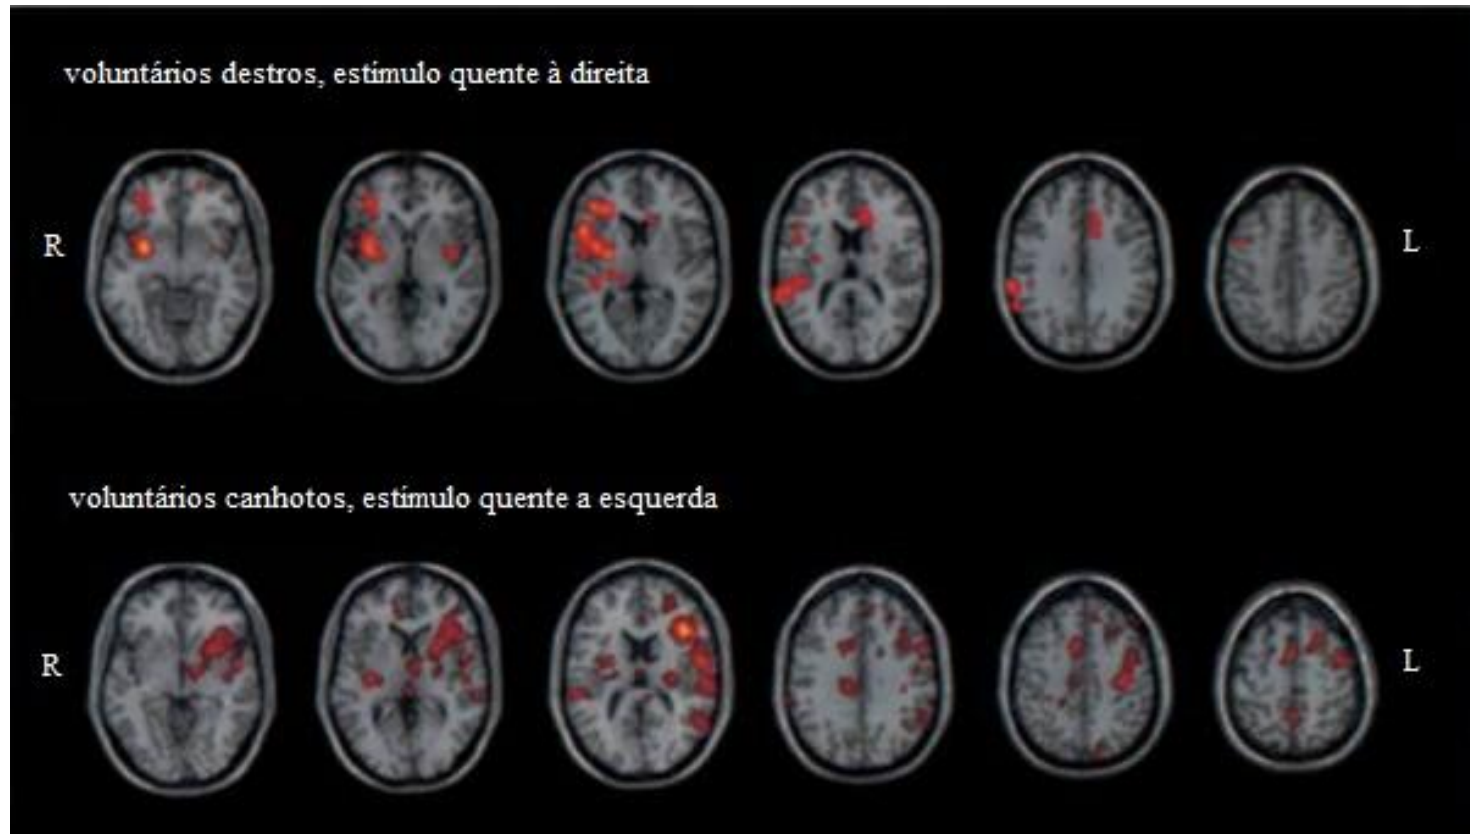 voluntários destros, estímulo quente à direita
R
L
voluntários canhotos, estímulo quente a esquerda
R
L